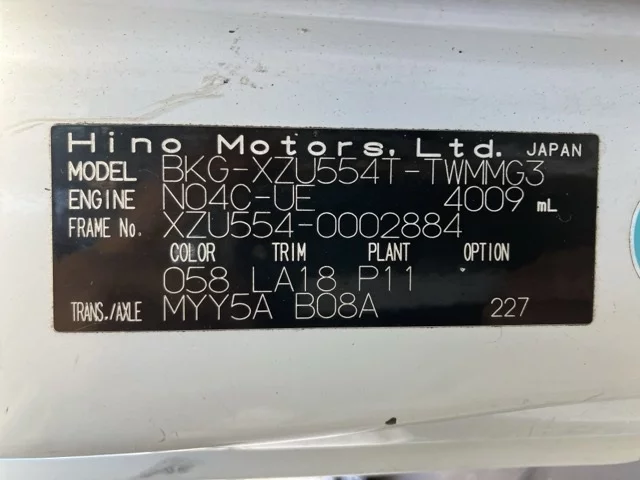 Hino Motors, Ltd. JAPAN
MODEL BKG-XZU554T-TWMMG3
ENGINE N04C-UE 4009 mL
FRAME No. XZU554-0002884
COLOR TRIM PLANT OPTION
058 LA18 P11
TRANS./AXLE MYY5A B08A 227